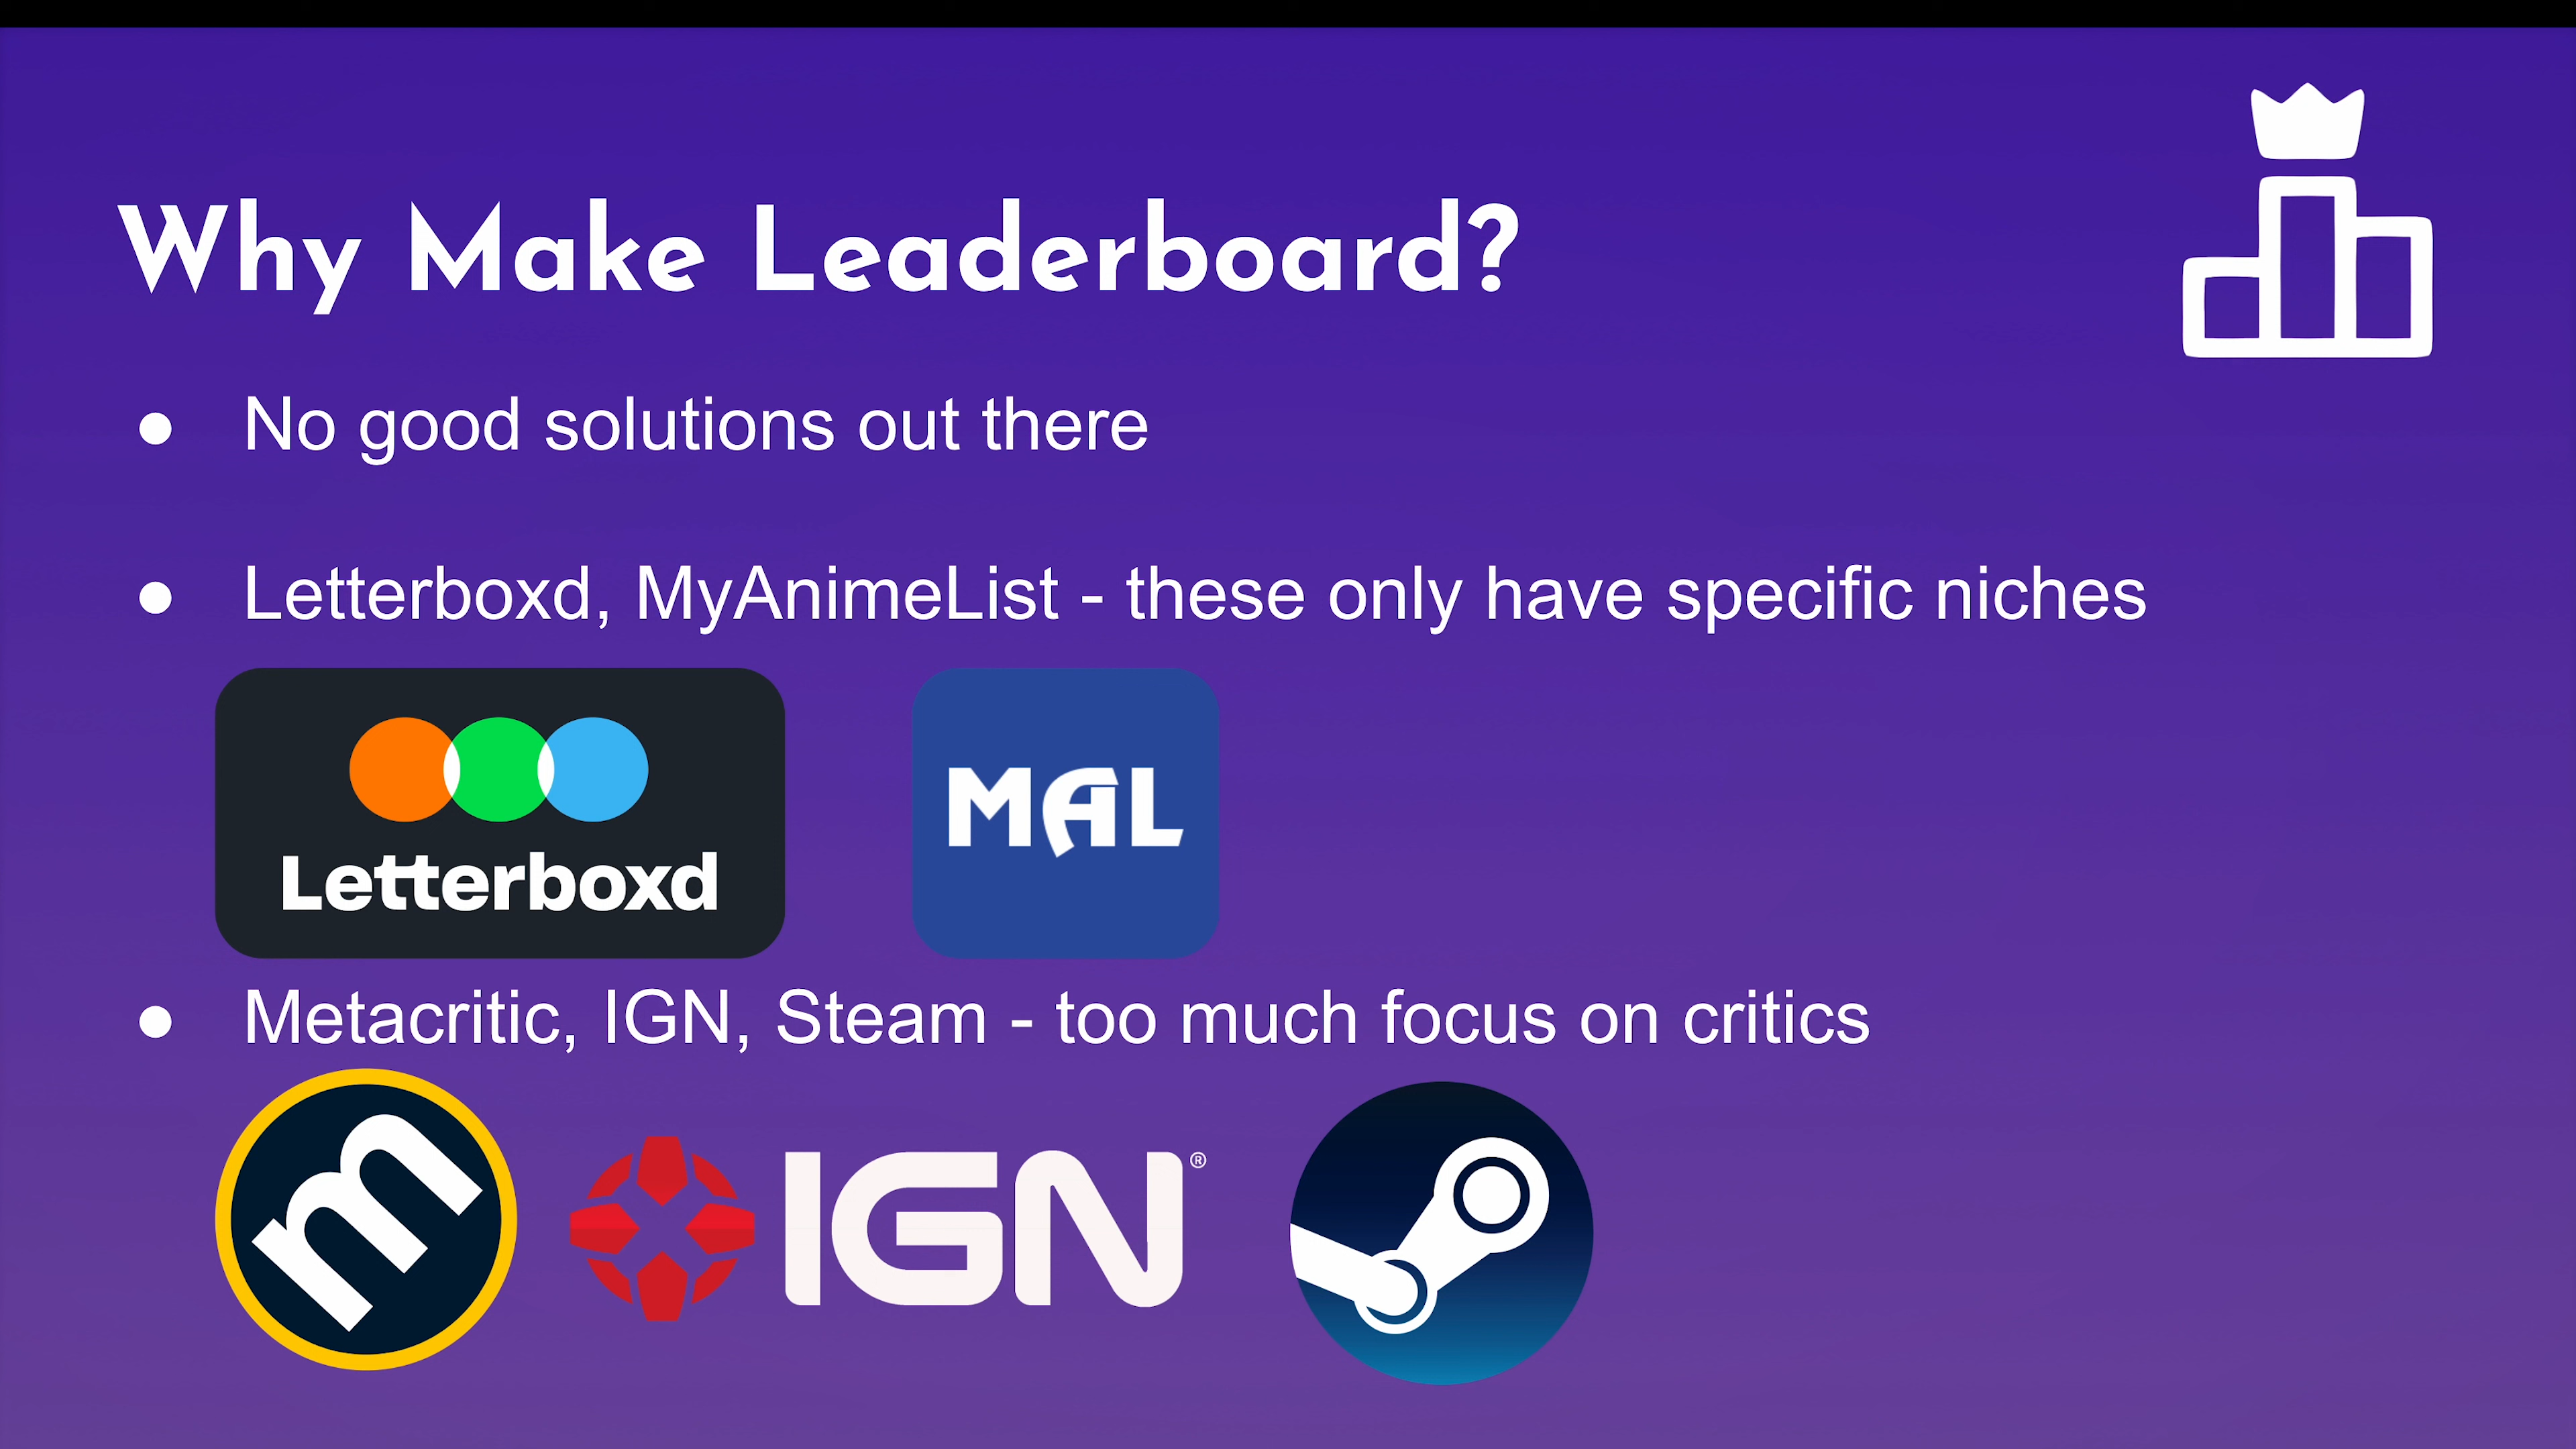 Why Make Leaderboard?
● No good solutions out there
● Letterboxd, MyAnimeList - these only have specific niches
Letterboxd
MAL
● Metacritic, IGN, Steam - too much focus on critics
m
IGN®